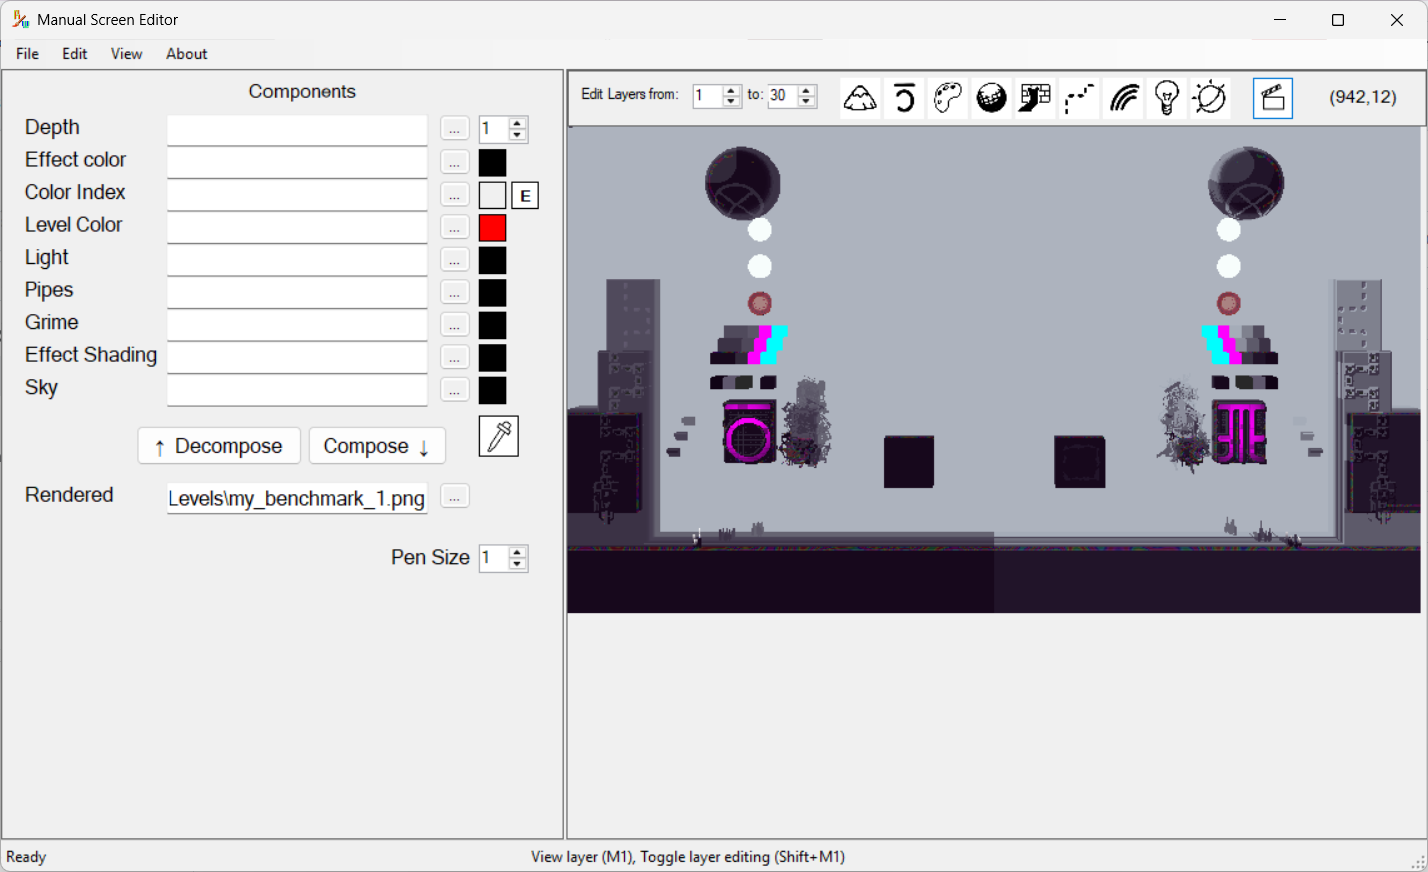 Manual Screen Editor
File Edit View About
Components
Edit Layers from: 1 to: 30
(942,12)
Depth ... 1
Effect color ...
Color Index ... E
Level Color ...
Light ...
Pipes ...
Grime ...
Effect Shading ...
Sky ...
↑ Decompose
Compose ↓
Rendered Levels\my_benchmark_1.png ...
Pen Size 1
Ready
View layer (M1), Toggle layer editing (Shift+M1)